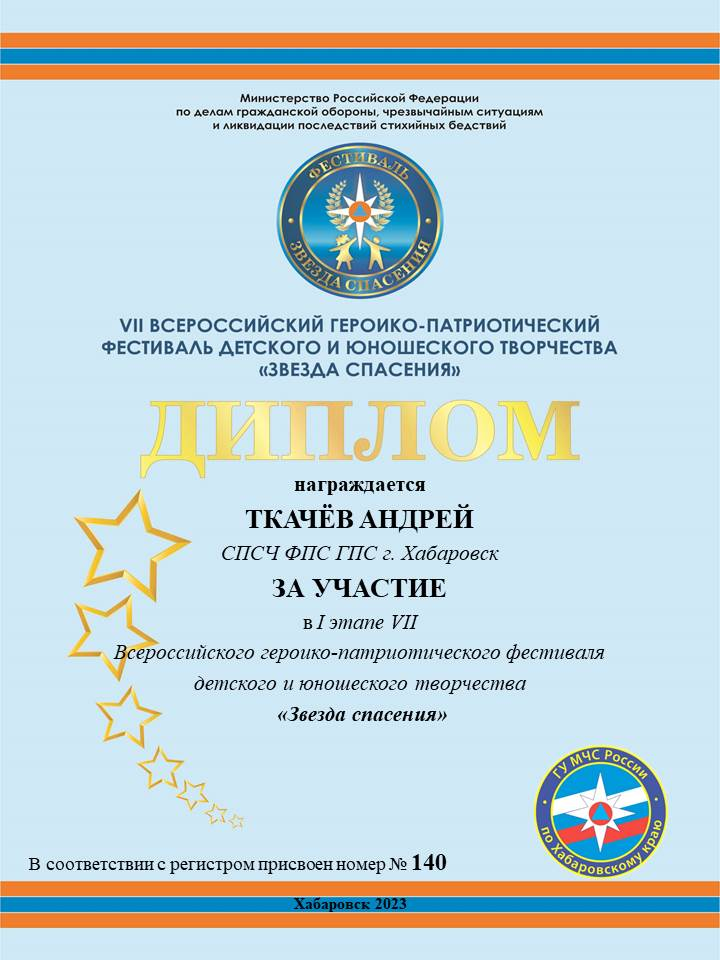 Министерство Российской Федерации
по делам гражданской обороны, чрезвычайным ситуациям
и ликвидации последствий стихийных бедствий
ФЕСТИВАЛЬ
ЗВЕЗДА СПАСЕНИЯ
VII ВСЕРОССИЙСКИЙ ГЕРОИКО-ПАТРИОТИЧЕСКИЙ
ФЕСТИВАЛЬ ДЕТСКОГО И ЮНОШЕСКОГО ТВОРЧЕСТВА
«ЗВЕЗДА СПАСЕНИЯ»
ДИПЛОМ
награждается
ТКАЧЁВ АНДРЕЙ
СПСЧ ФПС ГПС г. Хабаровск
ЗА УЧАСТИЕ
в I этапе VII
Всероссийского героико-патриотического фестиваля
детского и юношеского творчества
«Звезда спасения»
ГУ МЧС России
по Хабаровскому краю
В соответствии с регистром присвоен номер № 140
Хабаровск 2023